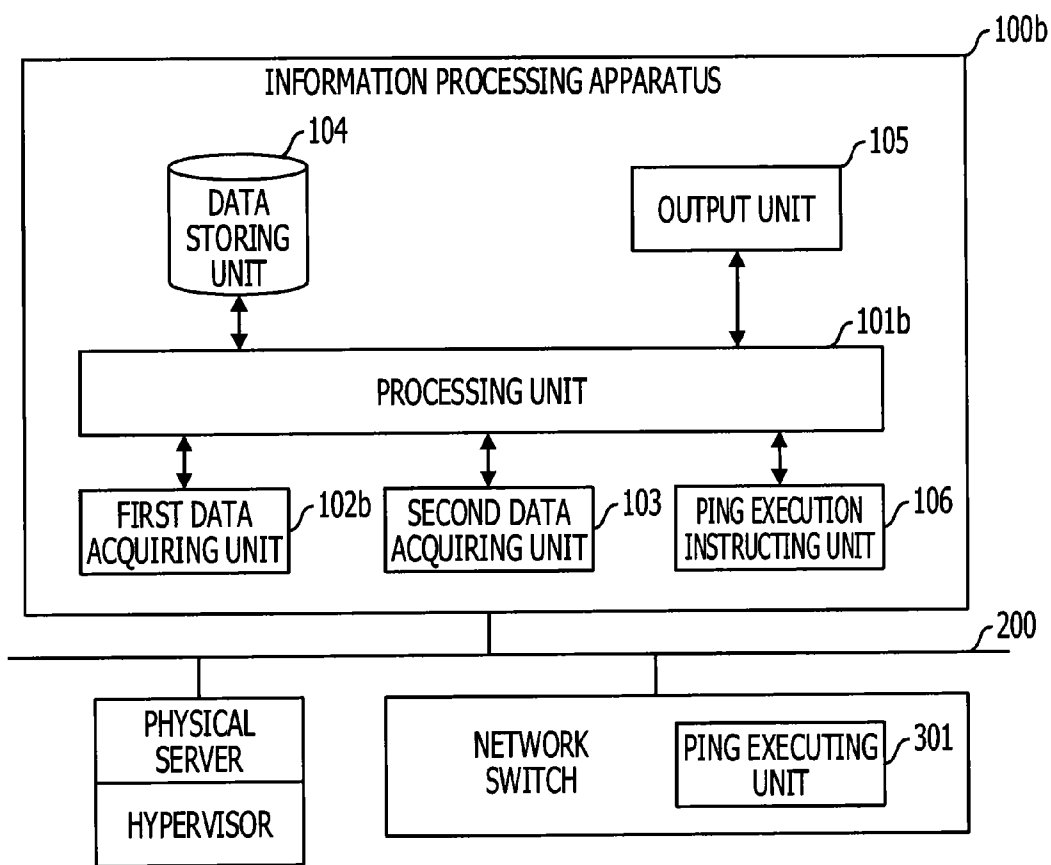 100b
INFORMATION PROCESSING APPARATUS
104
105
DATA
STORING
UNIT
OUTPUT UNIT
101b
PROCESSING UNIT
FIRST DATA
ACQUIRING UNIT
102b
SECOND DATA
ACQUIRING UNIT
103
PING EXECUTION
INSTRUCTING UNIT
106
200
PHYSICAL
SERVER
HYPERVISOR
NETWORK
SWITCH
PING EXECUTING
UNIT
301